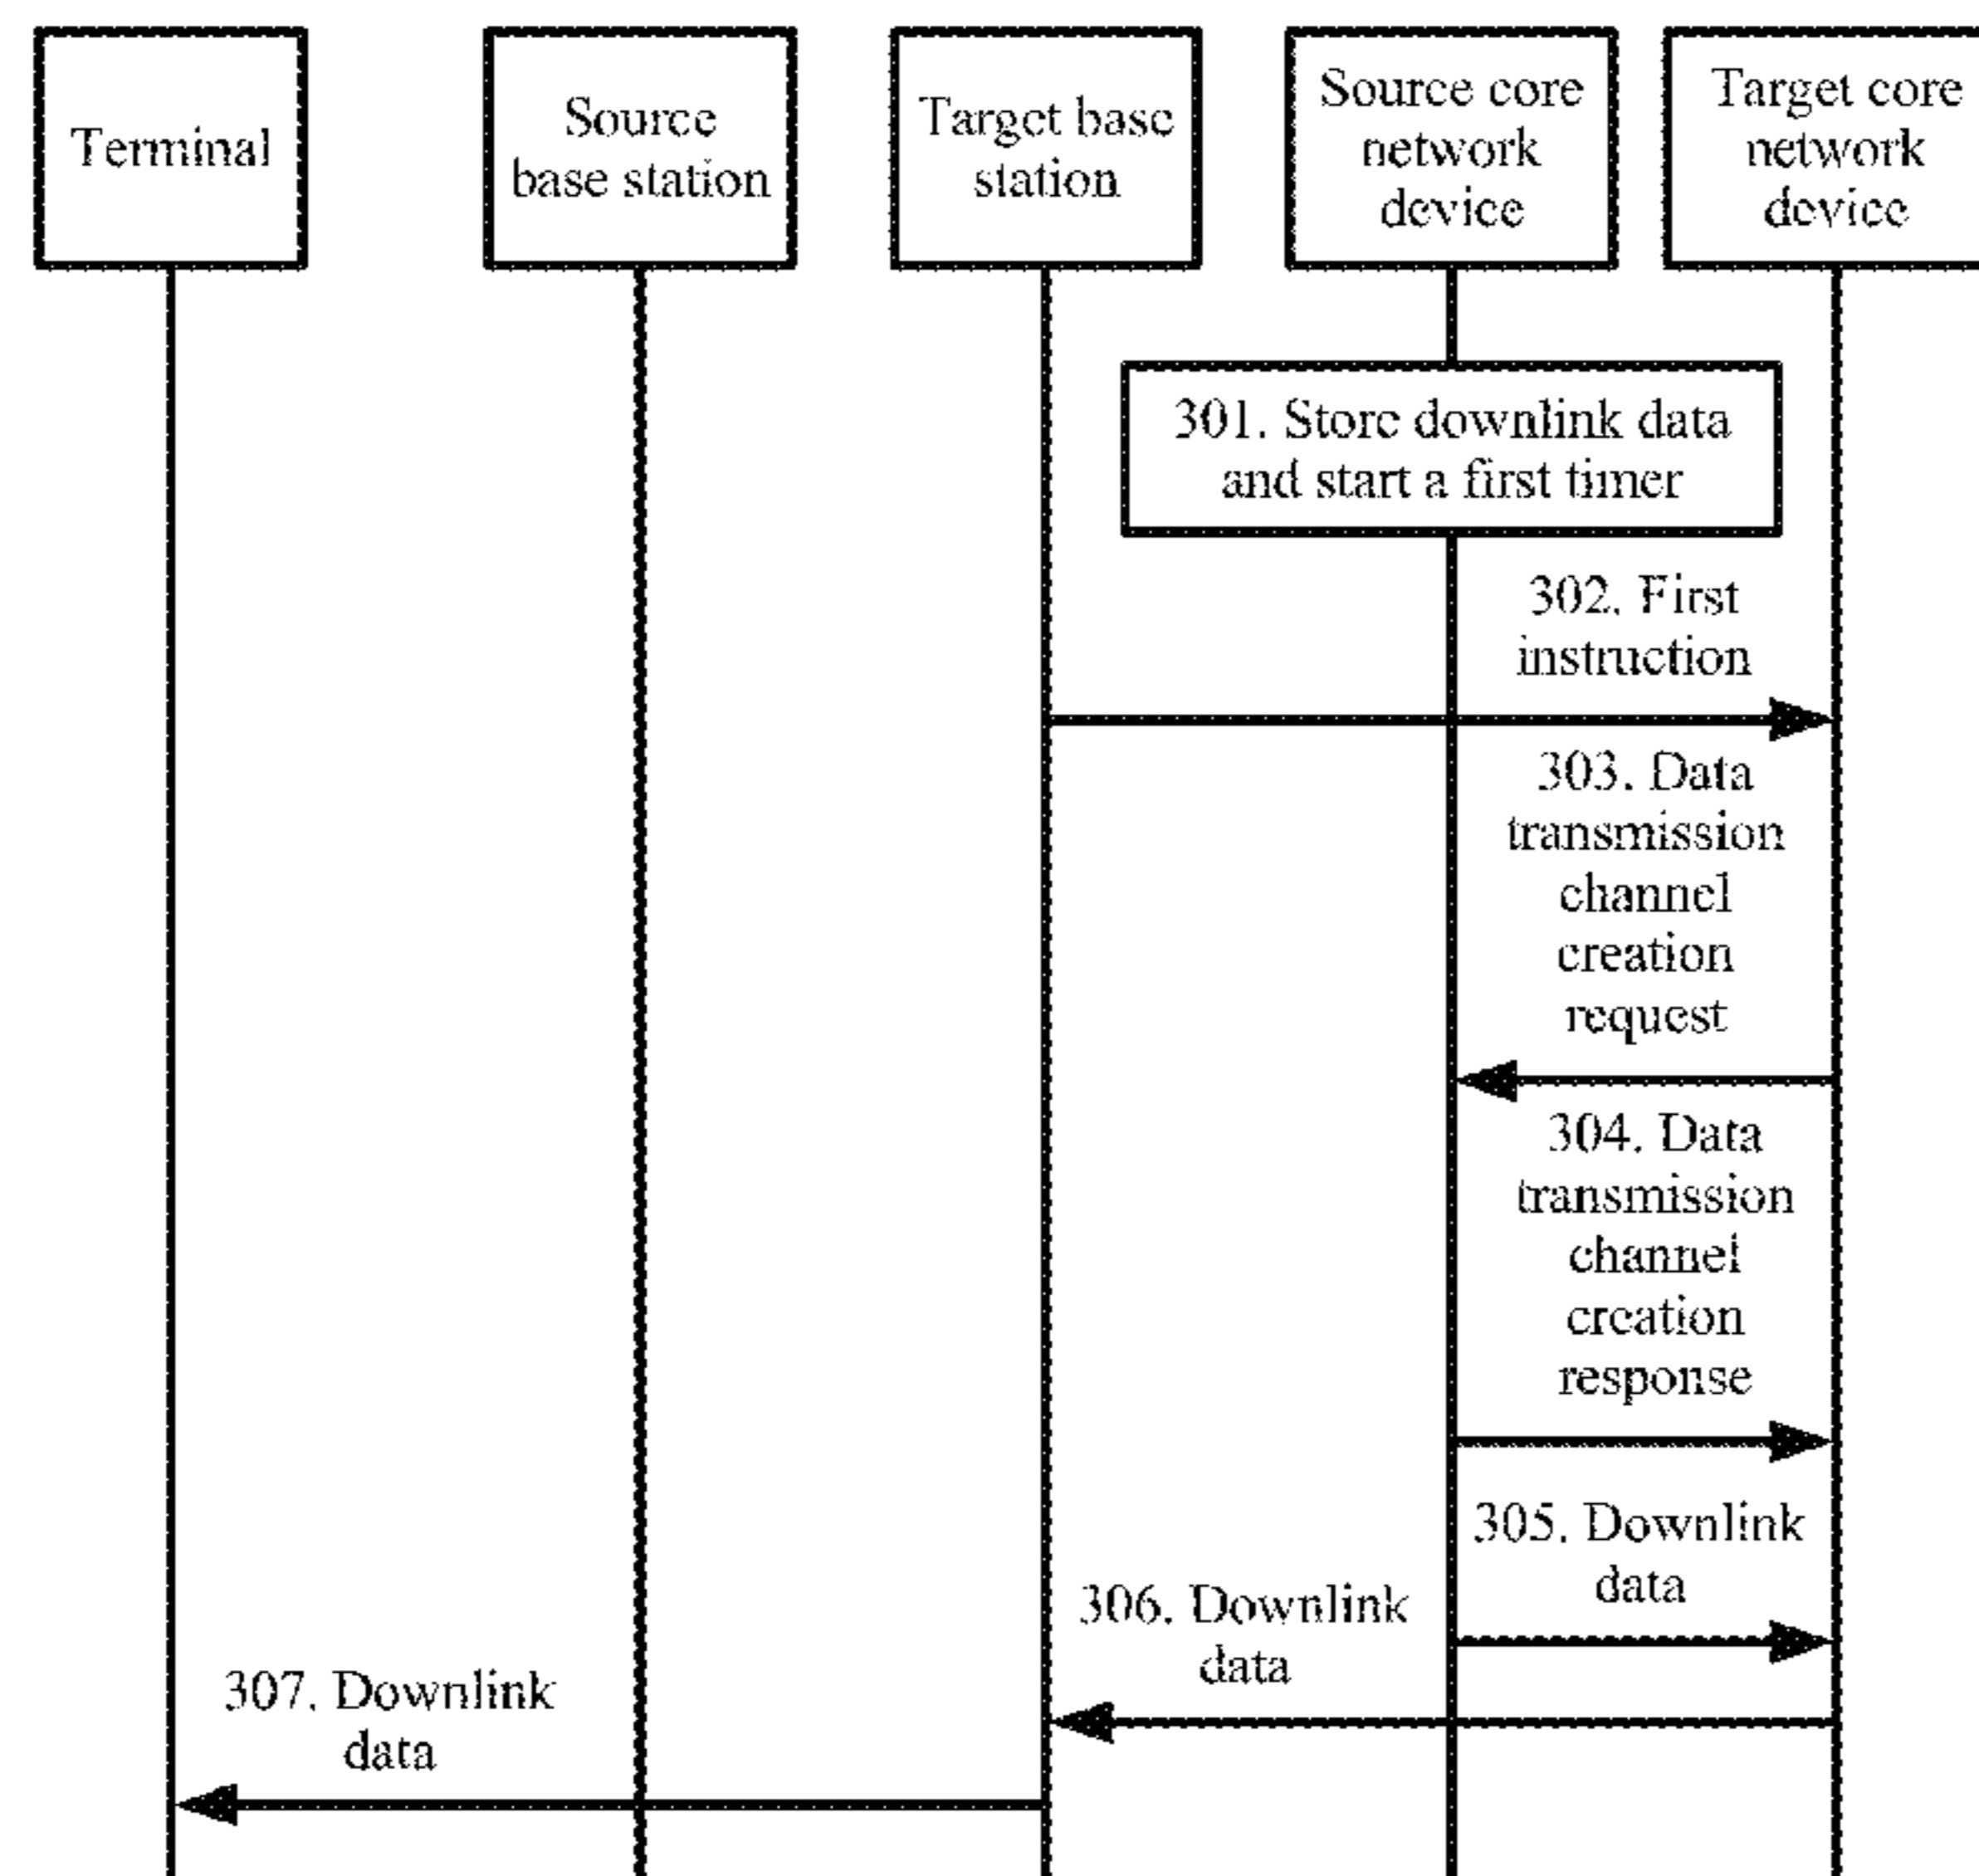 Terminal
Source
base station
Target base
station
Source core
network
device
Target core
network
device
301. Store downlink data
and start a first timer
302. First
instruction
303. Data
transmission
channel
creation
request
304. Data
transmission
channel
creation
response
305. Downlink
data
306. Downlink
data
307. Downlink
data